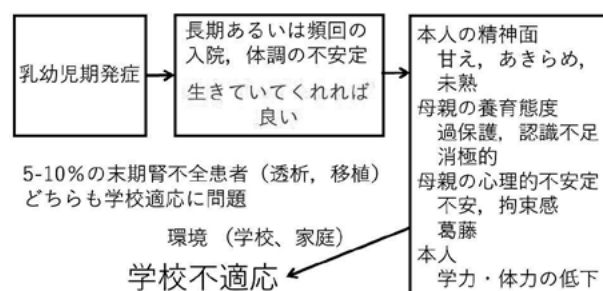 乳幼児期発症
長期あるいは頻回の
入院，体調の不安定
生きていてくれれば
良い
本人の精神面
甘え，あきらめ，
未熟
母親の養育態度
過保護，認識不足
消極的
母親の心理的不安定
不安，拘束感
葛藤
本人
学力・体力の低下
5-10%の末期腎不全患者（透析，移植）
どちらも学校適応に問題
環境（学校、家庭）
学校不適応